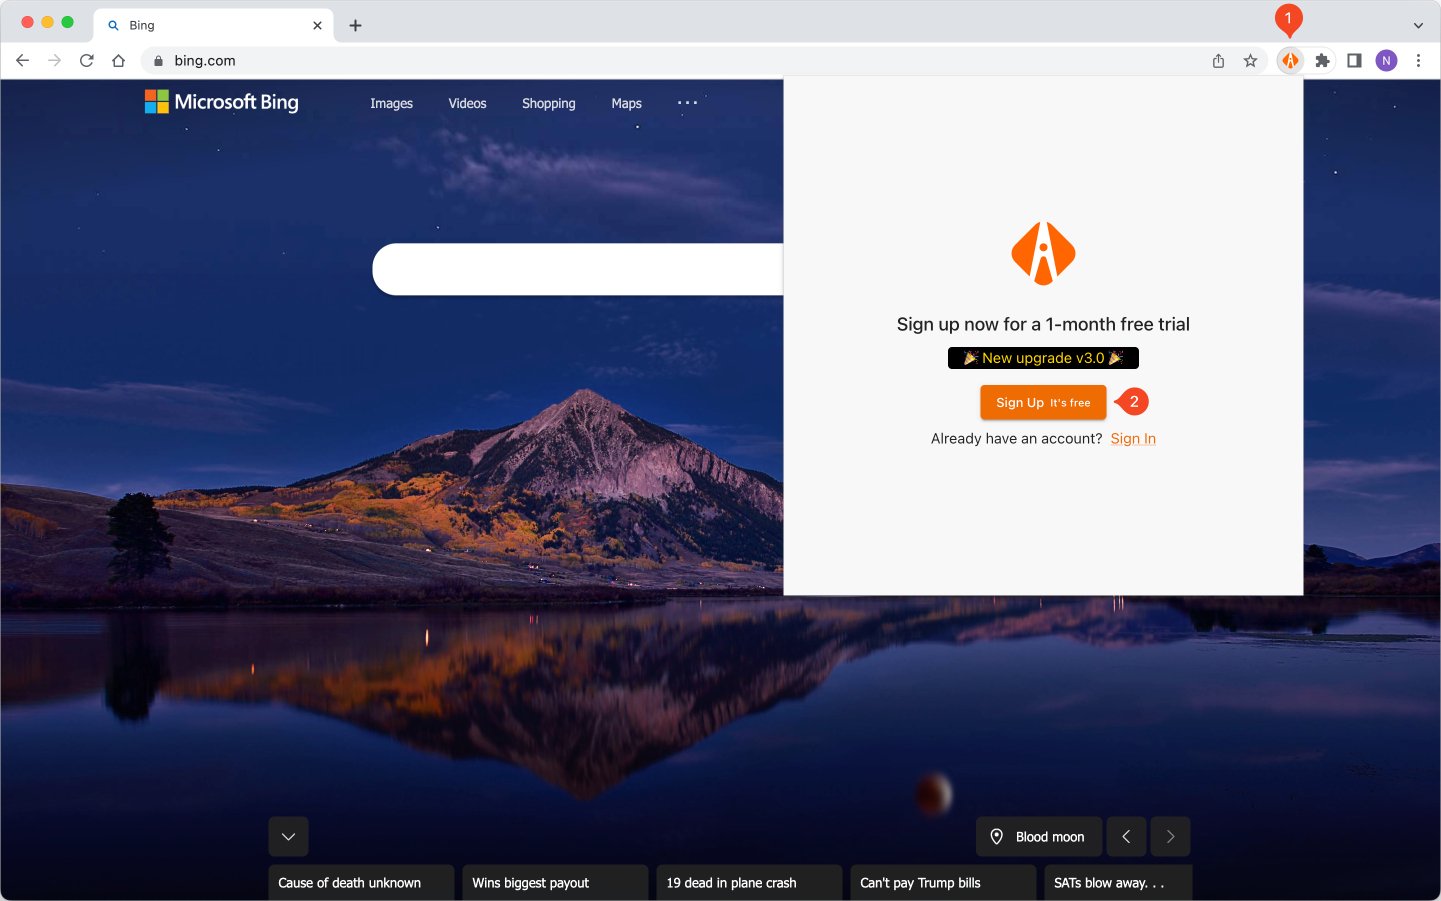 Bing
1
bing.com
N
Microsoft Bing
Images
Videos
Shopping
Maps
Sign up now for a 1-month free trial
🎉 New upgrade v3.0 🎉
Sign Up It's free
2
Already have an account? Sign In
Blood moon
Cause of death unknown
Wins biggest payout
19 dead in plane crash
Can't pay Trump bills
SATs blow away. . .